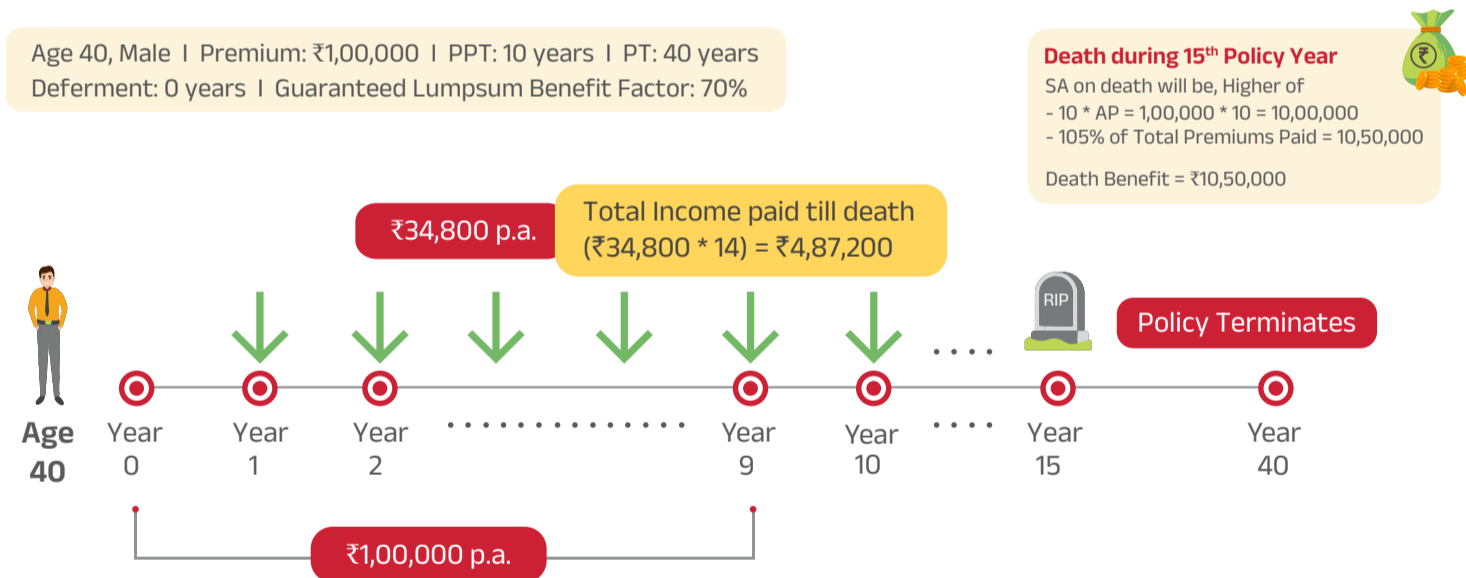 Age 40, Male I Premium: ₹1,00,000 I PPT: 10 years I PT: 40 years
Deferment: 0 years I Guaranteed Lumpsum Benefit Factor: 70%
Death during 15th Policy Year
SA on death will be, Higher of
- 10 * AP = 1,00,000 * 10 = 10,00,000
- 105% of Total Premiums Paid = 10,50,000
Death Benefit = ₹10,50,000
₹
₹34,800 p.a.
Total Income paid till death
(₹34,800 * 14) = ₹4,87,200
RIP
Policy Terminates
Age
40
Year
0
Year
1
Year
2
Year
9
Year
10
Year
15
Year
40
₹1,00,000 p.a.